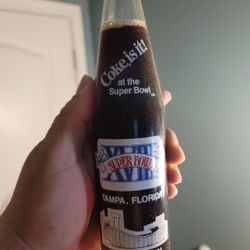 Coke is it!
at the
Super Bowl
XVIII
SUPER BOWL
TAMPA, FLORIDA